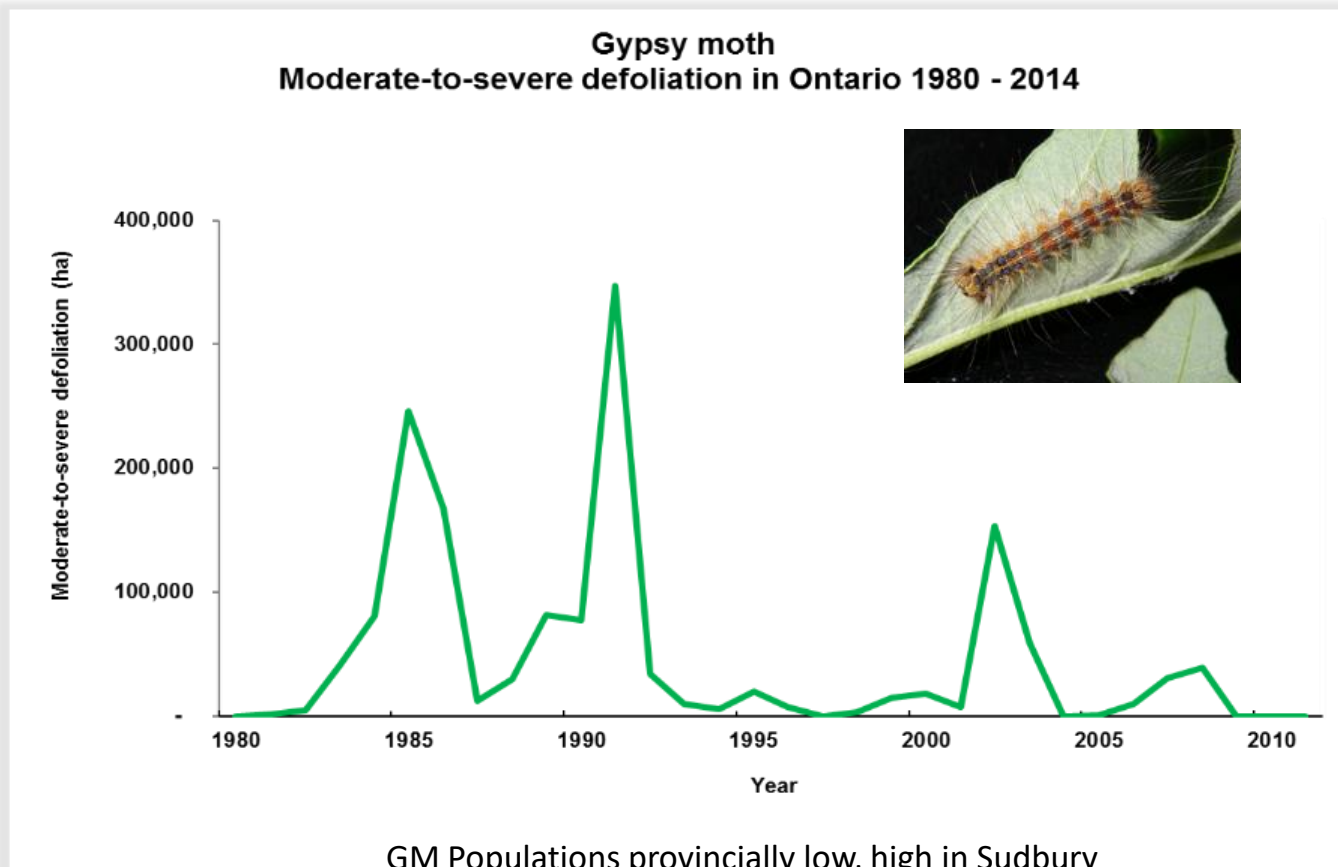 Gypsy moth
Moderate-to-severe defoliation in Ontario 1980 - 2014
Moderate-to-severe defoliation (ha)
400,000
300,000
200,000
100,000
-
1980 1985 1990 1995 2000 2005 2010
Year
GM Populations provincially low, high in Sudbury